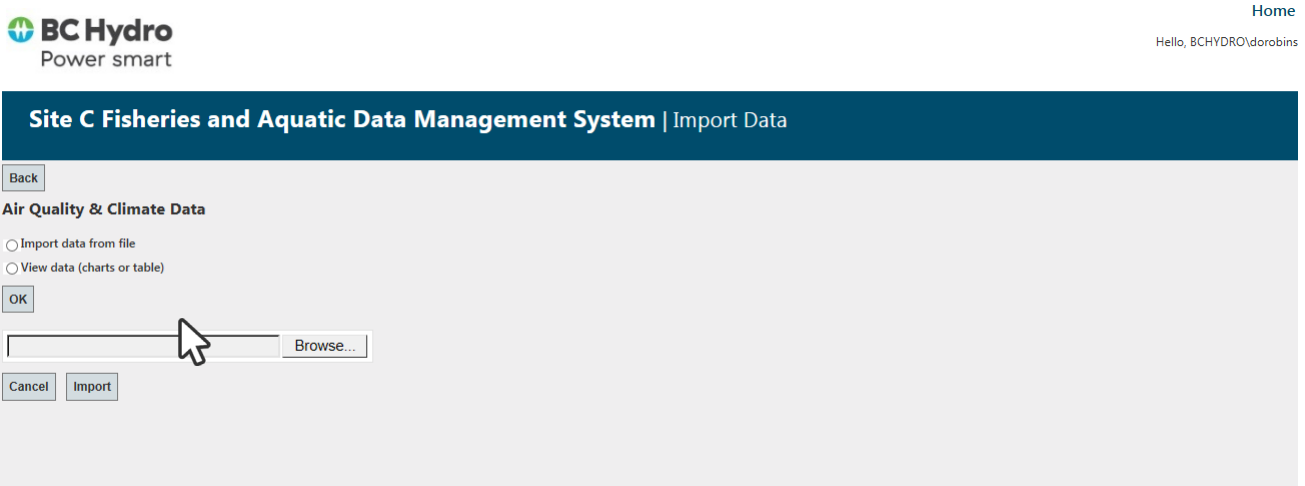 Home
BC Hydro
Power smart
Hello, BCHYDRO\dorobins
Site C Fisheries and Aquatic Data Management System | Import Data
Back
Air Quality & Climate Data
Import data from file
View data (charts or table)
OK
Browse...
Cancel Import